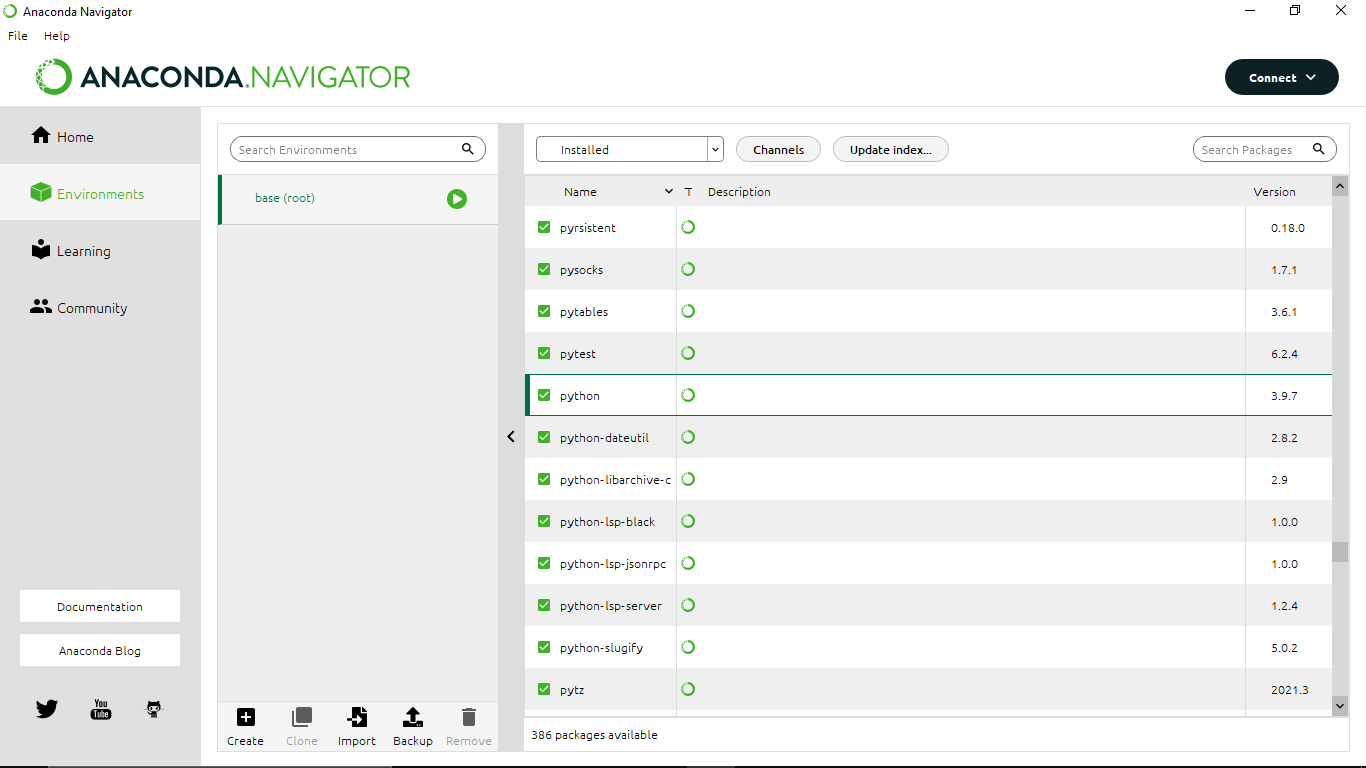 Anaconda Navigator
File Help
ANACONDA.NAVIGATOR
Connect
Home
Environments
Learning
Community
Documentation
Anaconda Blog
You Tube
Search Environments
base (root)
Create Clone Import Backup Remove
Installed Channels Update index... Search Packages
Name T Description Version
pyrsistent 0.18.0
pysocks 1.7.1
pytables 3.6.1
pytest 6.2.4
python 3.9.7
python-dateutil 2.8.2
python-libarchive-c 2.9
python-lsp-black 1.0.0
python-lsp-jsonrpc 1.0.0
python-lsp-server 1.2.4
python-slugify 5.0.2
pytz 2021.3
386 packages available